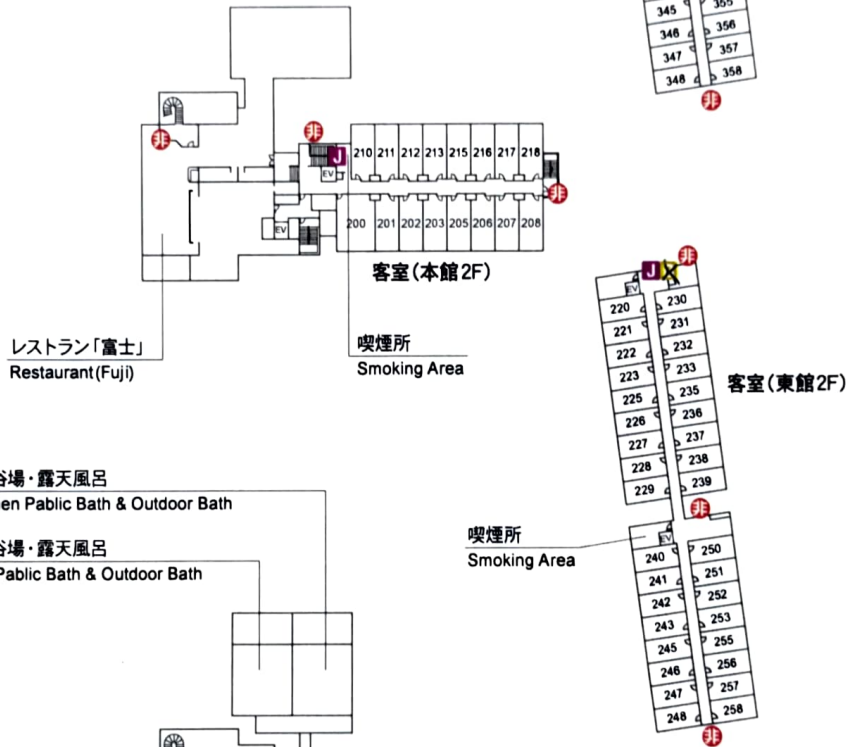 345
355
346
356
347
357
348
358
非
非
非
J
EV
210 211 212 213 215 216 217 218
非
EV
200 201 202 203 205 206 207 208
客室(本館2F)
レストラン「富士」
Restaurant(Fuji)
喫煙所
Smoking Area
J
非
EV
220
230
221
231
222
232
223
233
225
235
226
236
227
237
228
238
229
239
客室(東館2F)
非
喫煙所
Smoking Area
EV
240
250
241
251
242
252
243
253
245
255
246
256
247
257
248
258
非
浴場・露天風呂
en Pablic Bath & Outdoor Bath
浴場・露天風呂
Pablic Bath & Outdoor Bath